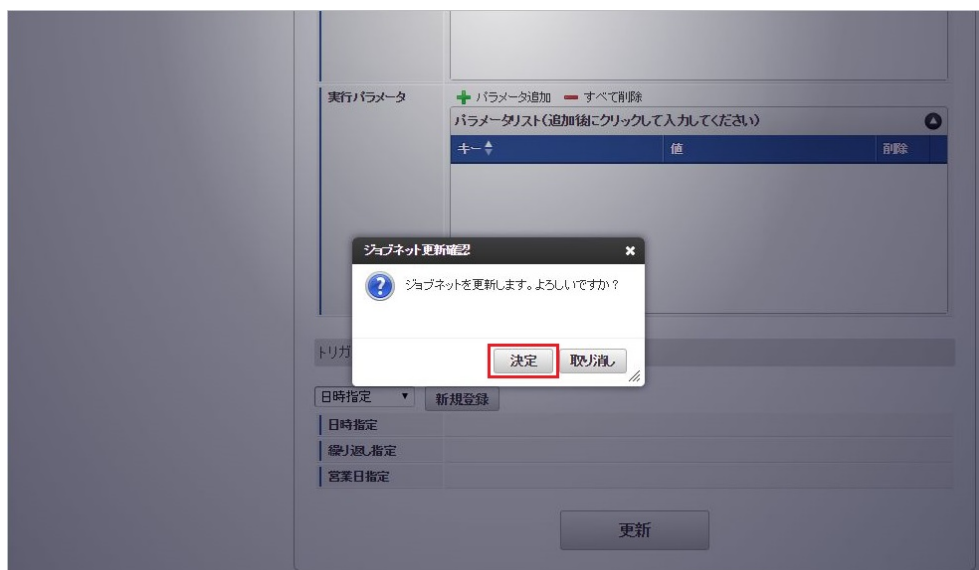 実行パラメータ
パラメータ追加 すべて削除
パラメータリスト(追加後にクリックして入力してください)
キー 値 削除
ジョブネット更新確認
ジョブネットを更新します。よろしいですか?
決定 取り消し
トリガ
日時指定 新規登録
日時指定
繰り返し指定
営業日指定
更新